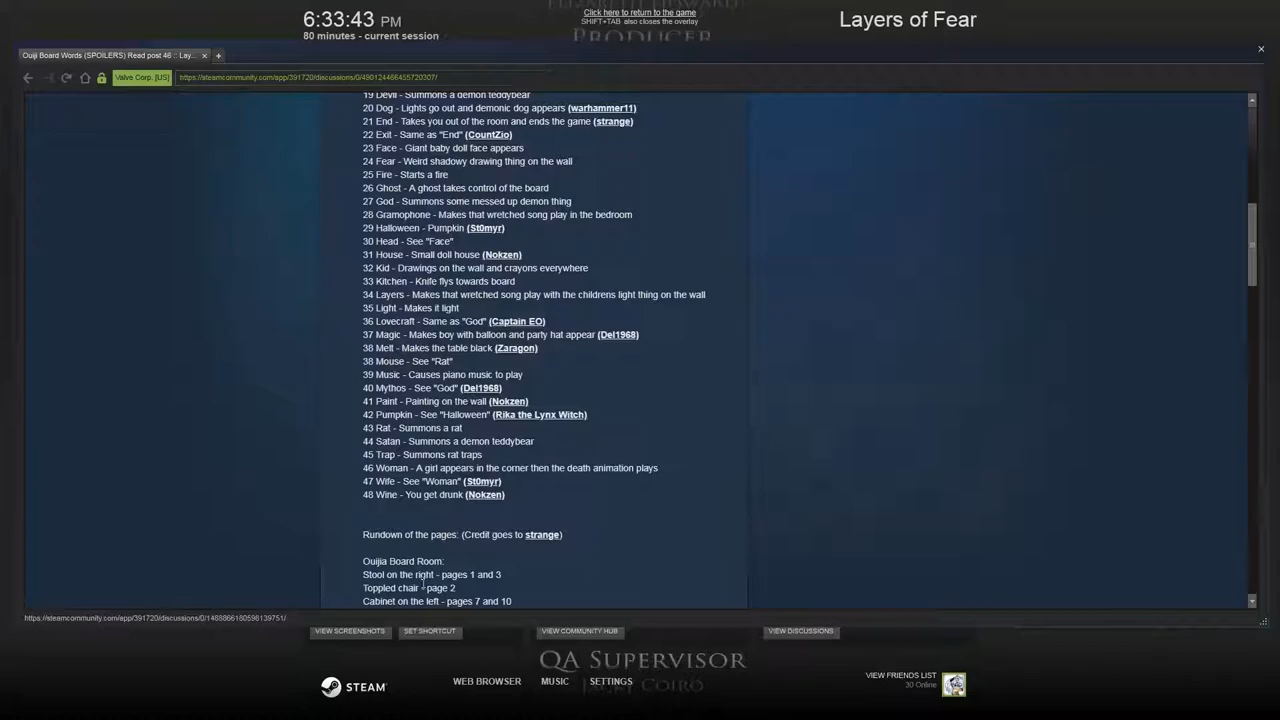 ELIZABETH HOWARD
PRODUCER
6:33:43 PM
80 minutes - current session
Click here to return to the game
SHIFT+TAB also closes the overlay
Layers of Fear
Ouiji Board Words (SPOILERS) Read post 46 :: Lay...
Valve Corp. [US]
https://steamcommunity.com/app/391720/discussions/0/490124466455720307/
19 Devil - Summons a demon teddybear
20 Dog - Lights go out and demonic dog appears (warhammer11)
21 End - Takes you out of the room and ends the game (strange)
22 Exit - Same as "End" (CountZio)
23 Face - Giant baby doll face appears
24 Fear - Weird shadowy drawing thing on the wall
25 Fire - Starts a fire
26 Ghost - A ghost takes control of the board
27 God - Summons some messed up demon thing
28 Gramophone - Makes that wretched song play in the bedroom
29 Halloween - Pumpkin (St0myr)
30 Head - See "Face"
31 House - Small doll house (Nokzen)
32 Kid - Drawings on the wall and crayons everywhere
33 Kitchen - Knife flys towards board
34 Layers - Makes that wretched song play with the childrens light thing on the wall
35 Light - Makes it light
36 Lovecraft - Same as "God" (Captain EO)
37 Magic - Makes boy with balloon and party hat appear (Del1968)
38 Melt - Makes the table black (Zaragon)
38 Mouse - See "Rat"
39 Music - Causes piano music to play
40 Mythos - See "God" (Del1968)
41 Paint - Painting on the wall (Nokzen)
42 Pumpkin - See "Halloween" (Rika the Lynx Witch)
43 Rat - Summons a rat
44 Satan - Summons a demon teddybear
45 Trap - Summons rat traps
46 Woman - A girl appears in the corner then the death animation plays
47 Wife - See "Woman" (St0myr)
48 Wine - You get drunk (Nokzen)
Rundown of the pages: (Credit goes to strange)
Ouijia Board Room:
Stool on the right - pages 1 and 3
Toppled chair - page 2
Cabinet on the left - pages 7 and 10
https://steamcommunity.com/app/391720/discussions/0/1488866180598139751/
VIEW SCREENSHOTS
SET SHORTCUT
VIEW COMMUNITY HUB
VIEW DISCUSSIONS
QA SUPERVISOR
STEAM
WEB BROWSER
MUSIC
SETTINGS
VIEW FRIENDS LIST
30 Online